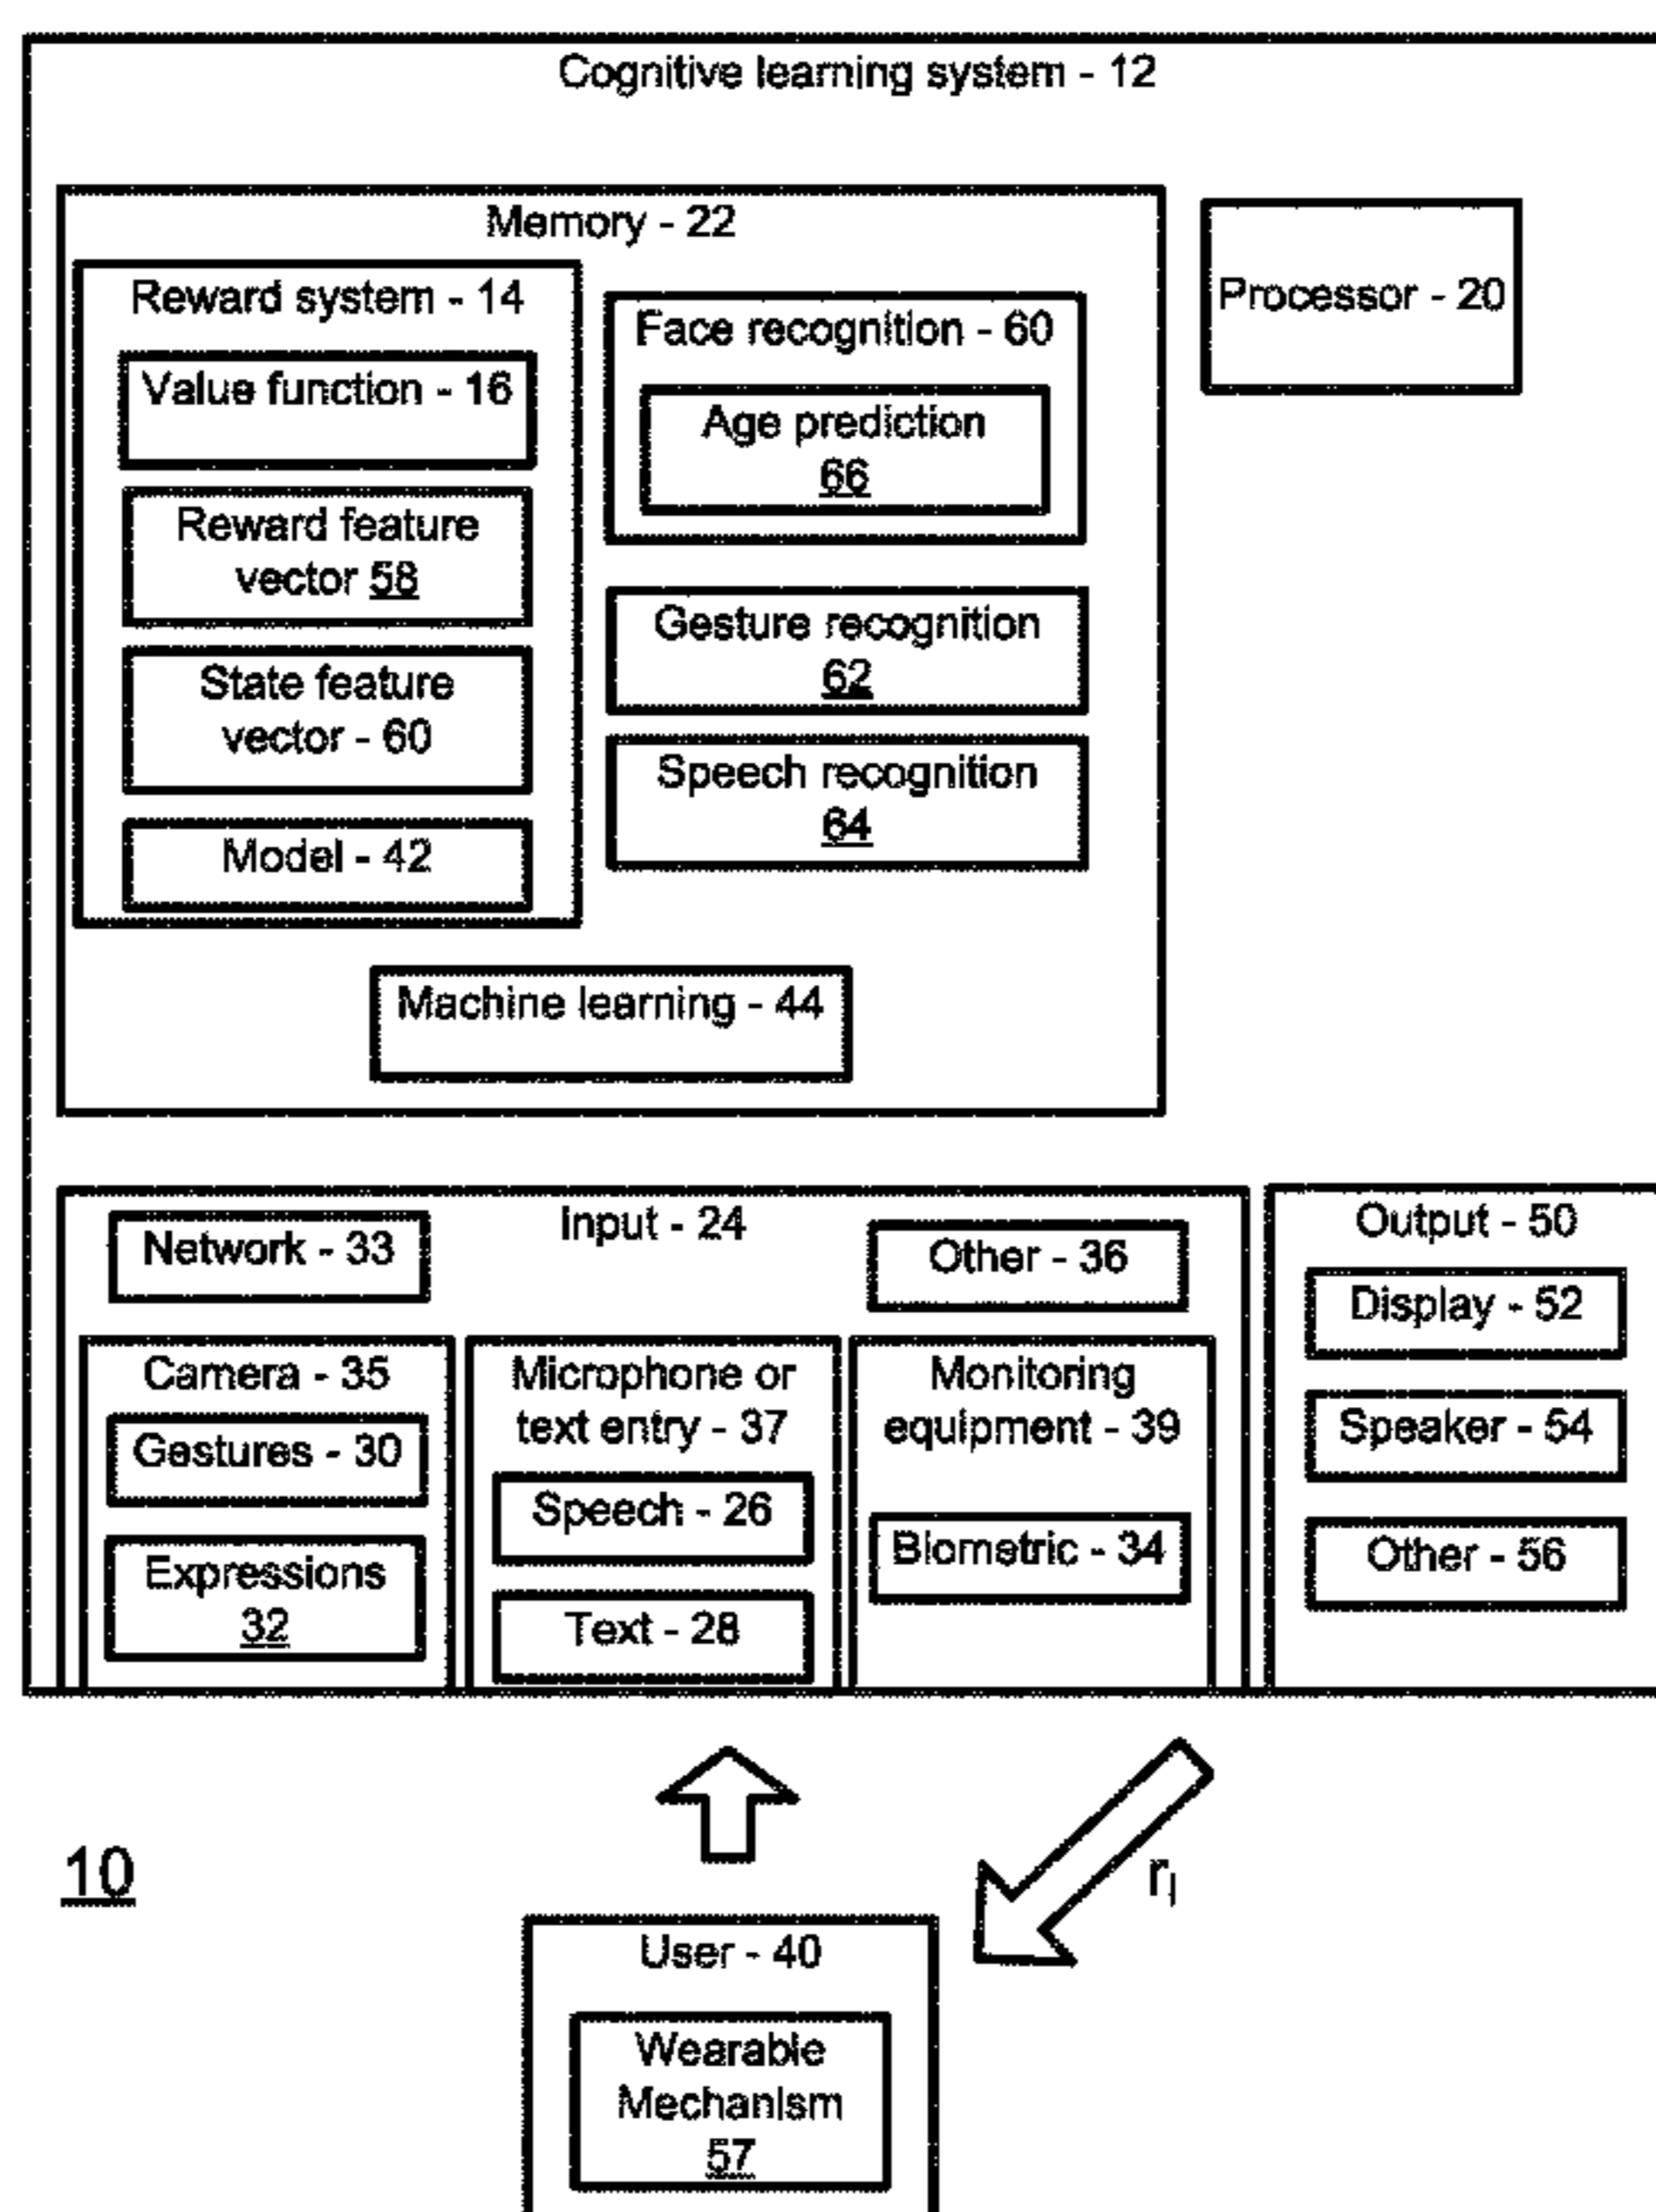 Cognitive learning system - 12
Memory - 22
Reward system - 14
Value function - 16
Reward feature
vector 58
State feature
vector - 60
Model - 42
Face recognition - 60
Age prediction
66
Gesture recognition
62
Speech recognition
64
Machine learning - 44
Processor - 20
Input - 24
Network - 33
Other - 36
Camera - 35
Gestures - 30
Expressions
32
Microphone or
text entry - 37
Speech - 26
Text - 28
Monitoring
equipment - 39
Biometric - 34
Output - 50
Display - 52
Speaker - 54
Other - 56
10
rI
User - 40
Wearable
Mechanism
57